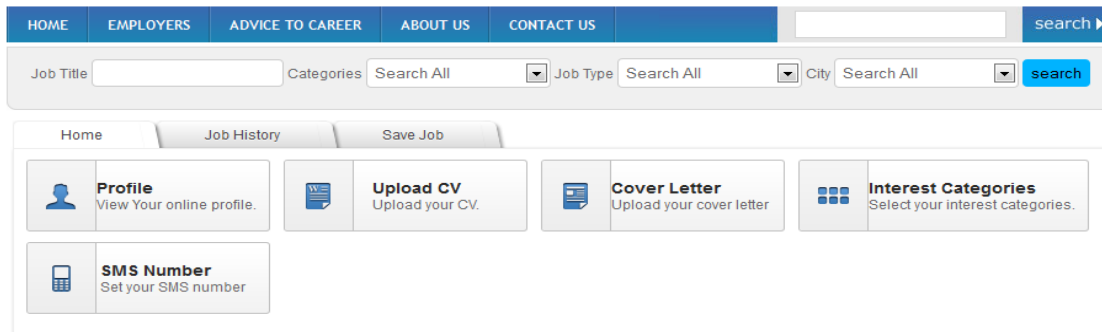 HOME EMPLOYERS ADVICE TO CAREER ABOUT US CONTACT US search
Job Title Categories Search All Job Type Search All City Search All search
Home Job History Save Job
Profile
View Your online profile.
Upload CV
Upload your CV.
Cover Letter
Upload your cover letter
Interest Categories
Select your interest categories.
SMS Number
Set your SMS number